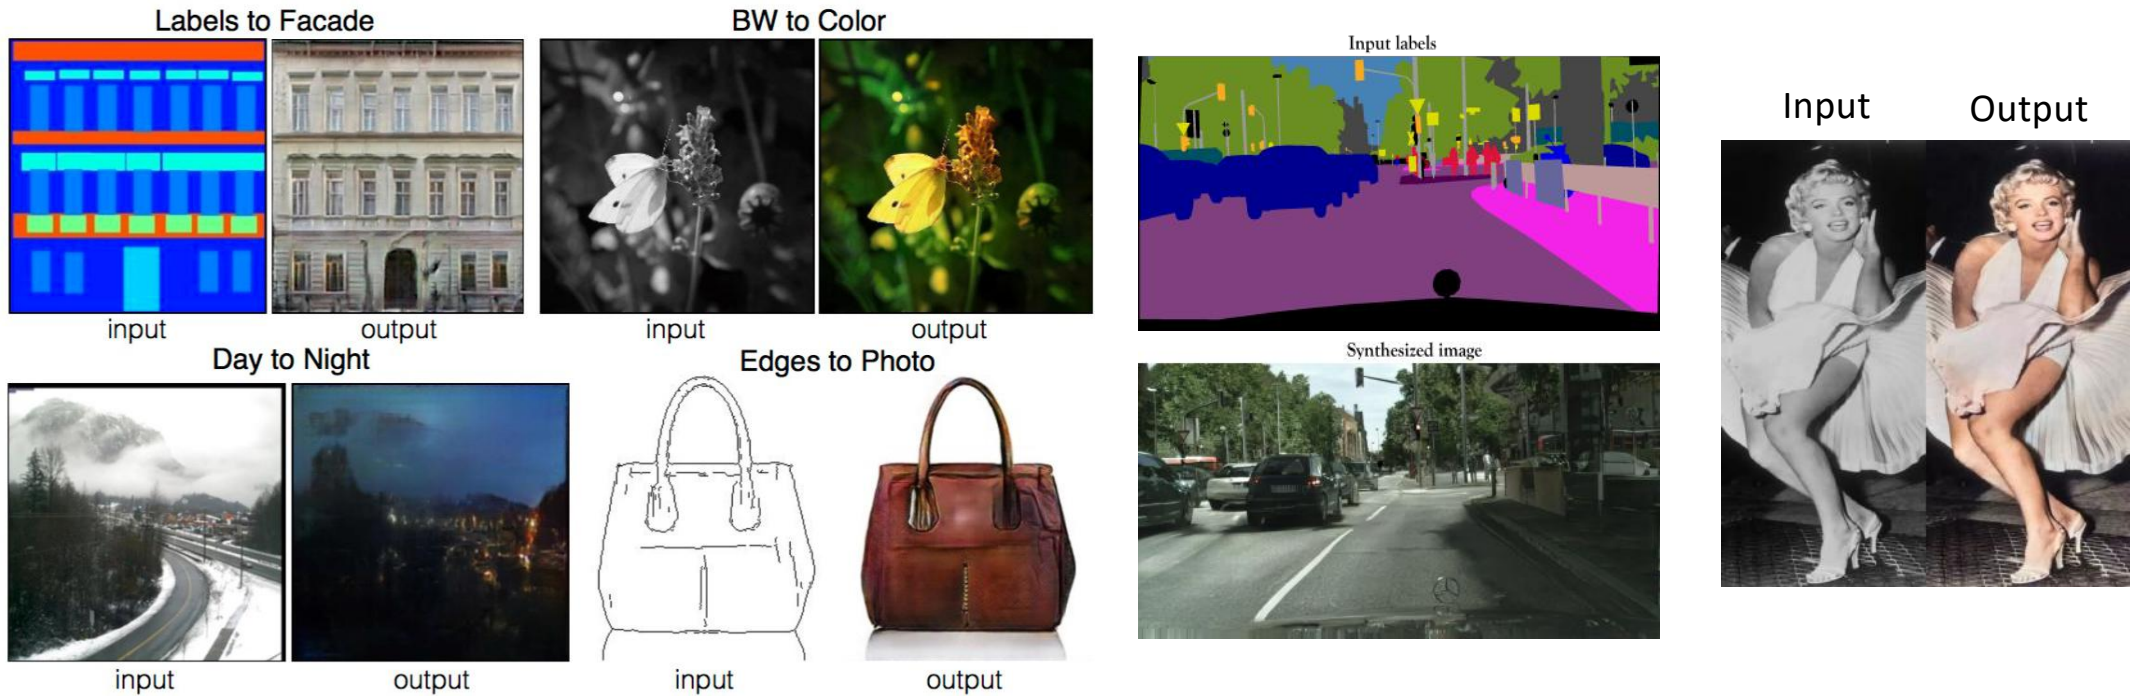 Labels to Facade
BW to Color
input
output
input
output
Day to Night
Edges to Photo
input
output
input
output
Input labels
Synthesized image
Input
Output